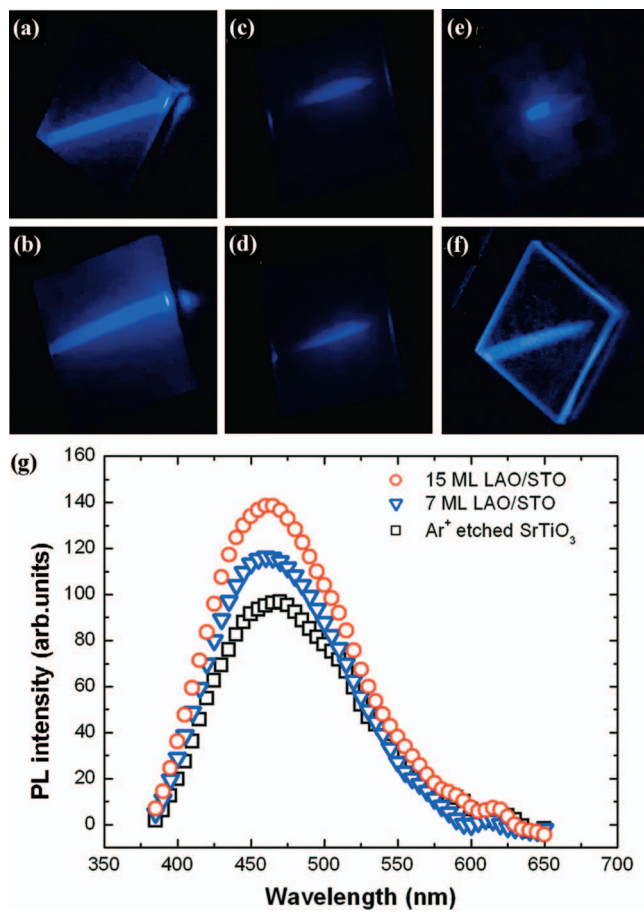 (a)
(c)
(e)
(b)
(d)
(f)
(g)
160
140
120
100
80
60
40
20
0
PL intensity (arb.units)
15 ML LAO/STO
7 ML LAO/STO
Ar⁺ etched SrTiO₃
350 400 450 500 550 600 650 700
Wavelength (nm)